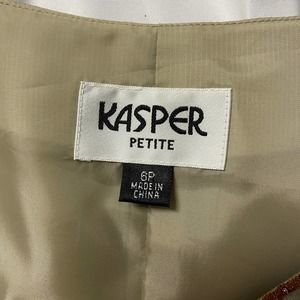 KASPER
PETITE
6P
MADE IN
CHINA